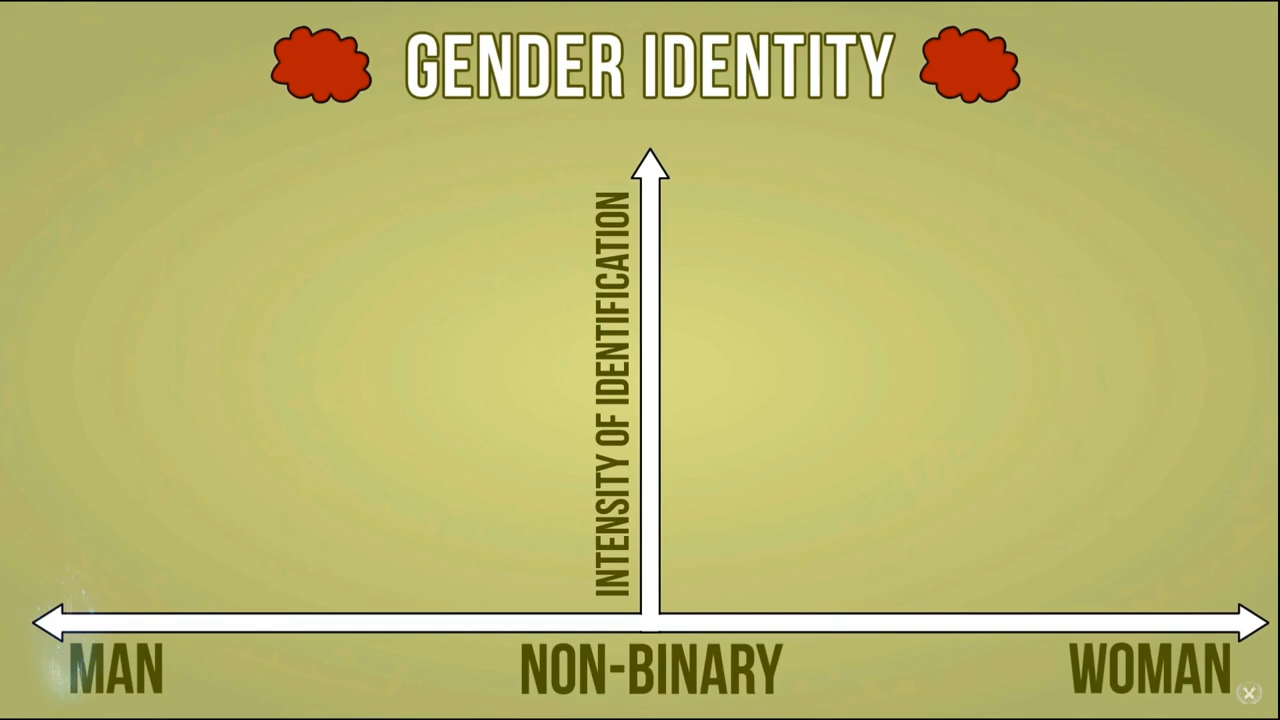 GENDER IDENTITY
INTENSITY OF IDENTIFICATION
MAN
NON-BINARY
WOMAN